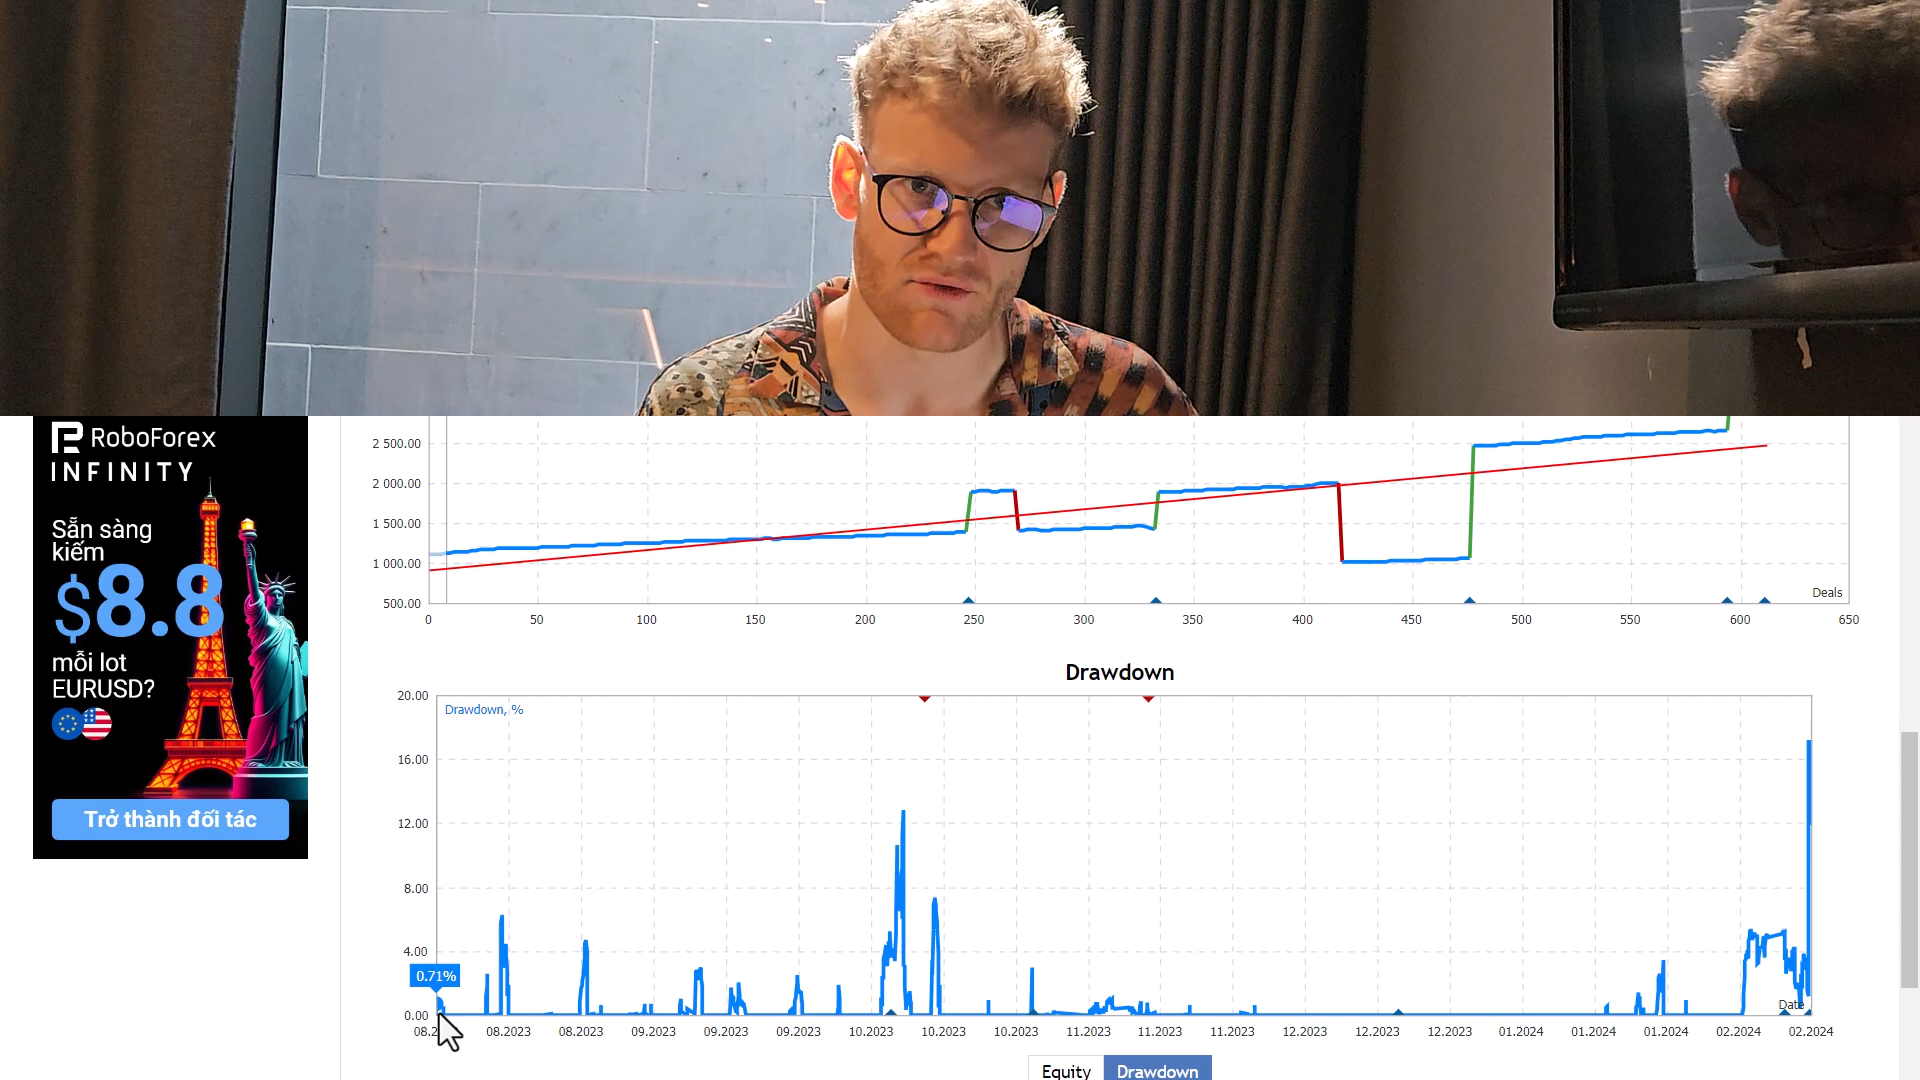 RoboForex
INFINITY
Sẵn sàng
kiếm
$8.8
mỗi lot
EURUSD?
Trở thành đối tác
2 500.00
2 000.00
1 500.00
1 000.00
500.00
Deals
0 50 100 150 200 250 300 350 400 450 500 550 600 650
Drawdown
20.00
Drawdown, %
16.00
12.00
8.00
4.00
0.71%
0.00
Date
08.2 08.2023 08.2023 09.2023 09.2023 09.2023 10.2023 10.2023 10.2023 11.2023 11.2023 11.2023 12.2023 12.2023 12.2023 01.2024 01.2024 01.2024 02.2024 02.2024
Equity Drawdown